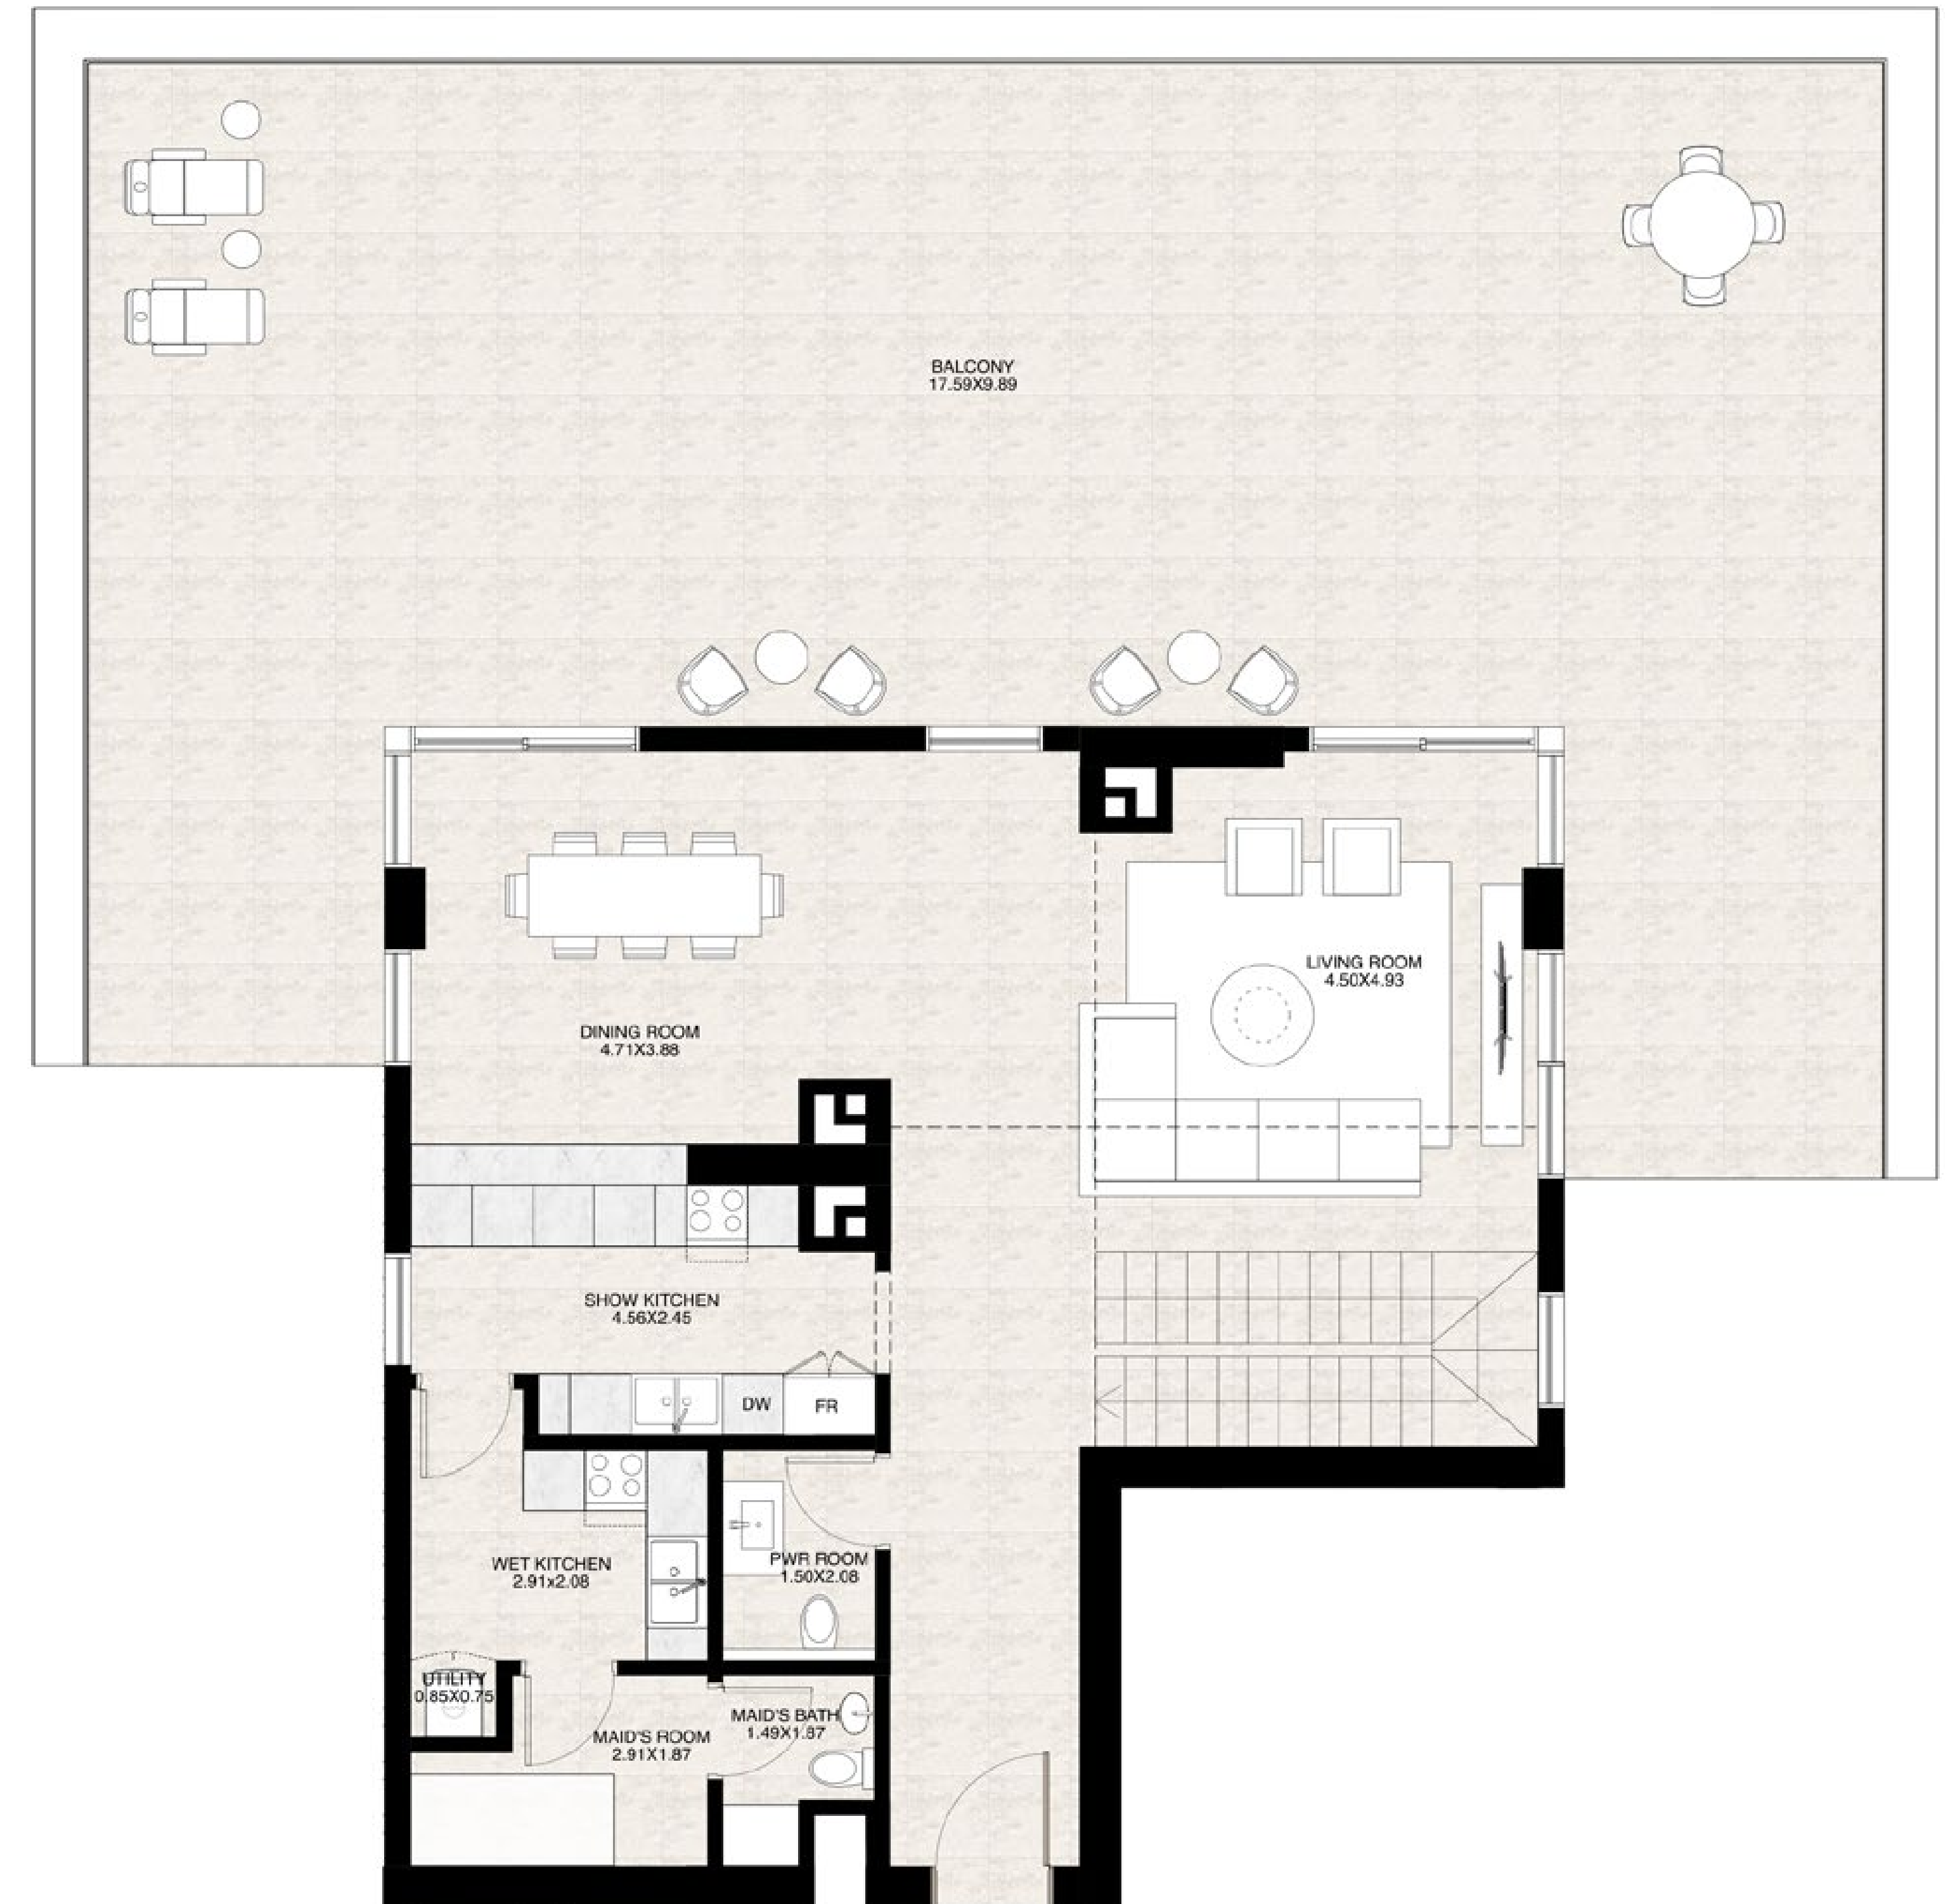 BALCONY
17.59X9.89
LIVING ROOM
4.50X4.93
DINING ROOM
4.71X3.88
SHOW KITCHEN
4.56X2.45
DW
FR
WET KITCHEN
2.91x2.08
PWR ROOM
1.50X2.08
UTILITY
0.85X0.75
MAID'S ROOM
2.91X1.87
MAID'S BATH
1.49X1.87